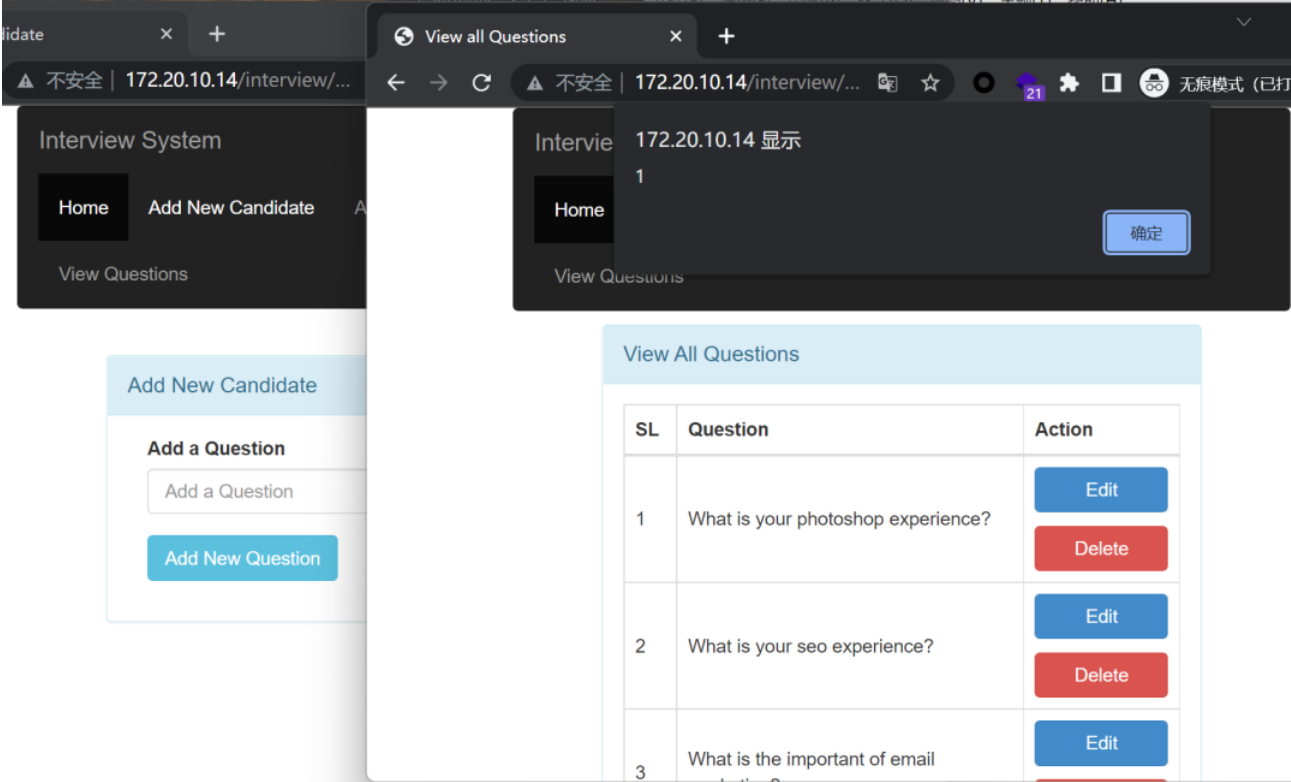 didate
View all Questions
不安全 | 172.20.10.14/interview/...
不安全 | 172.20.10.14/interview/...
21
无痕模式 (已打
Interview System
Home
Add New Candidate
A
View Questions
Intervie
Home
View Questions
172.20.10.14 显示
1
确定
Add New Candidate
Add a Question
Add a Question
Add New Question
View All Questions
SL Question Action
1 What is your photoshop experience? Edit
Delete
2 What is your seo experience? Edit
Delete
3 What is the important of email Edit